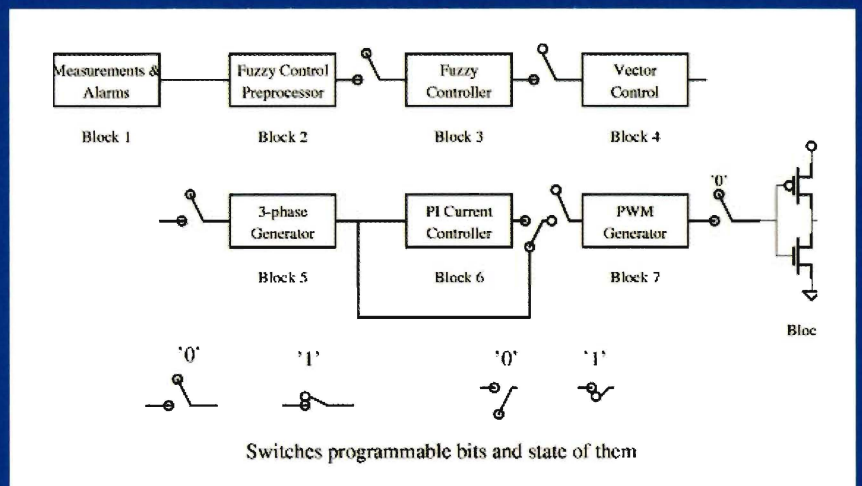 Measurements &
Alarms
Fuzzy Control
Preprocessor
Fuzzy
Controller
Vector
Control
Block 1
Block 2
Block 3
Block 4
'0'
3-phase
Generator
PI Current
Controller
PWM
Generator
Block 5
Block 6
Block 7
Bloc
'0'
'1'
'0'
'1'
Switches programmable bits and state of them